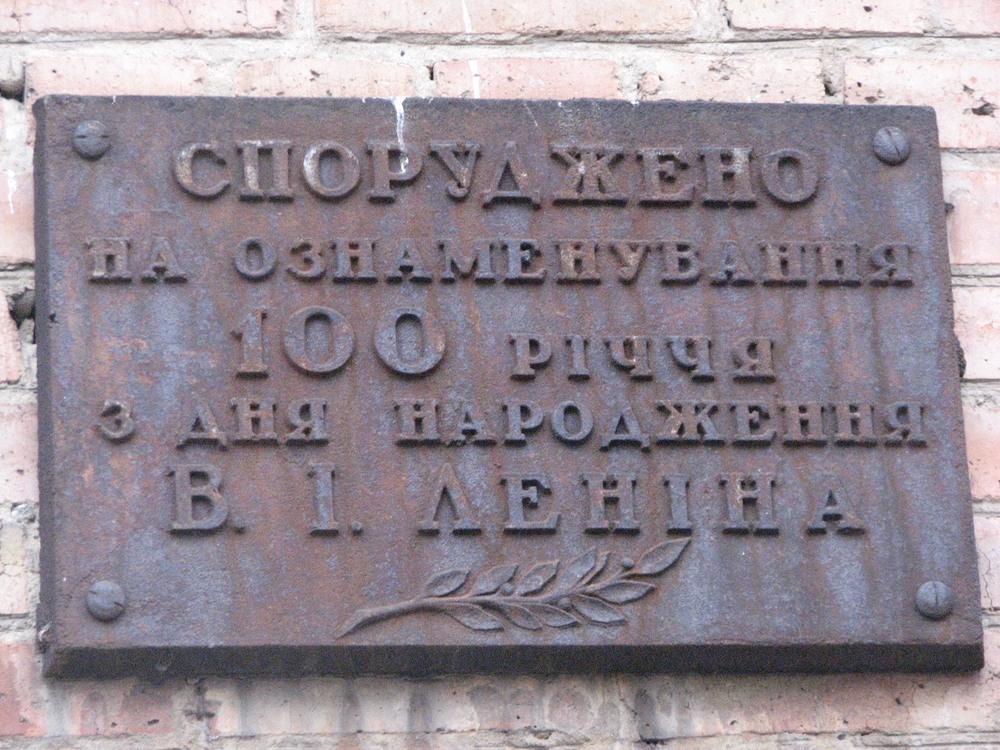 СПОРУДЖЕНО
НА ОЗНАМЕНУВАННЯ
100 РІЧЧЯ
З ДНЯ НАРОДЖЕННЯ
В. І. ЛЕНІНА